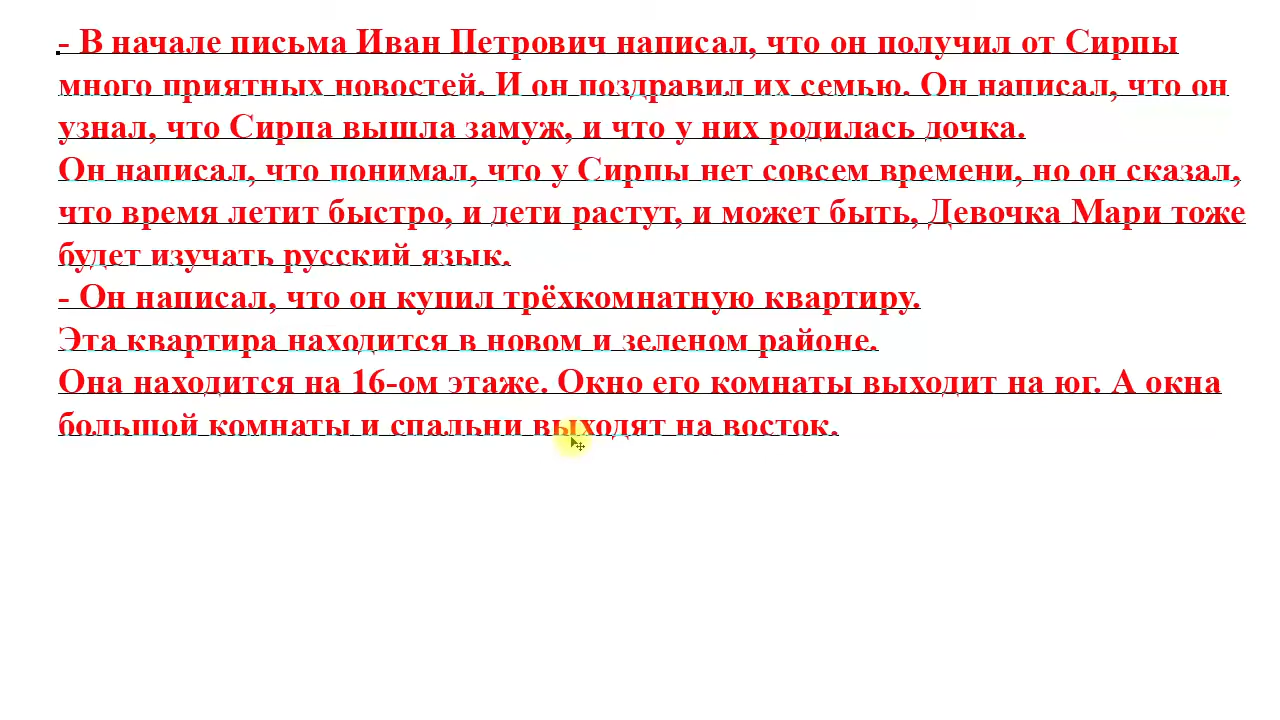 - В начале письма Иван Петрович написал, что он получил от Сирпы
много приятных новостей. И он поздравил их семью. Он написал, что он
узнал, что Сирпа вышла замуж, и что у них родилась дочка.
Он написал, что понимал, что у Сирпы нет совсем времени, но он сказал,
что время летит быстро, и дети растут, и может быть, Девочка Мари тоже
будет изучать русский язык.
- Он написал, что он купил трёхкомнатную квартиру.
Эта квартира находится в новом и зеленом районе.
Она находится на 16-ом этаже. Окно его комнаты выходит на юг. А окна
большой комнаты и спальни выходят на восток.